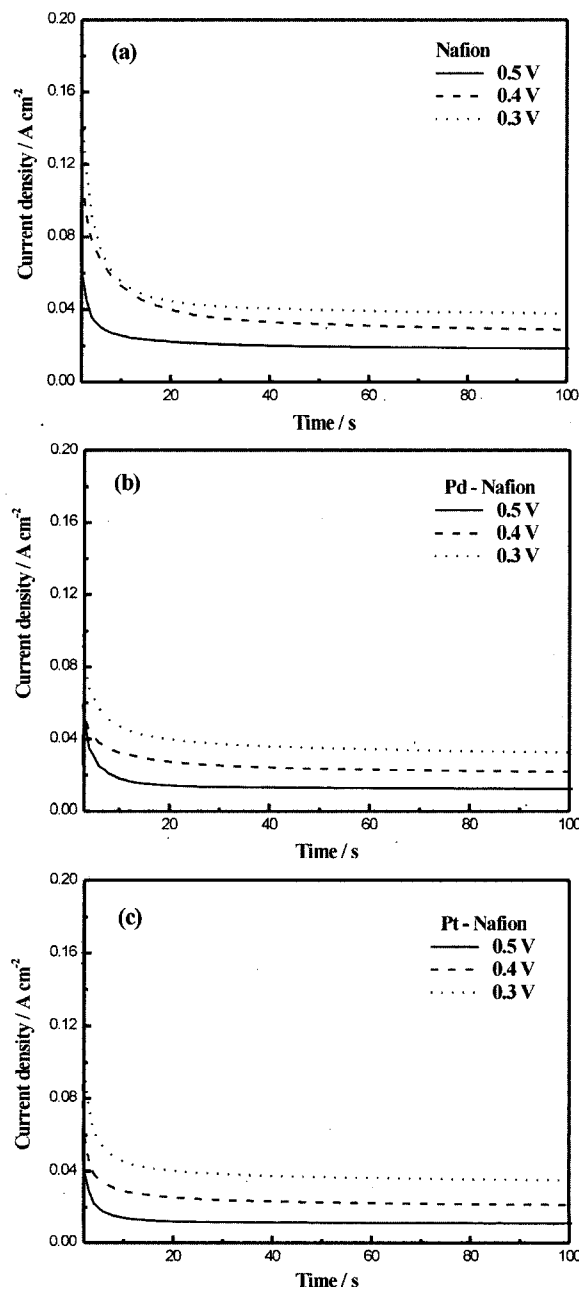 0.20
(a)
Nafion
0.5 V
0.4 V
0.3 V
0.16
0.12
0.08
0.04
0.00
Current density / A cm⁻²
20 40 60 80 100
Time / s
0.20
(b)
Pd - Nafion
0.5 V
0.4 V
0.3 V
0.16
0.12
0.08
0.04
0.00
Current density / A cm⁻²
20 40 60 80 100
Time / s
0.20
(c)
Pt - Nafion
0.5 V
0.4 V
0.3 V
0.16
0.12
0.08
0.04
0.00
Current density / A cm⁻²
20 40 60 80 100
Time / s